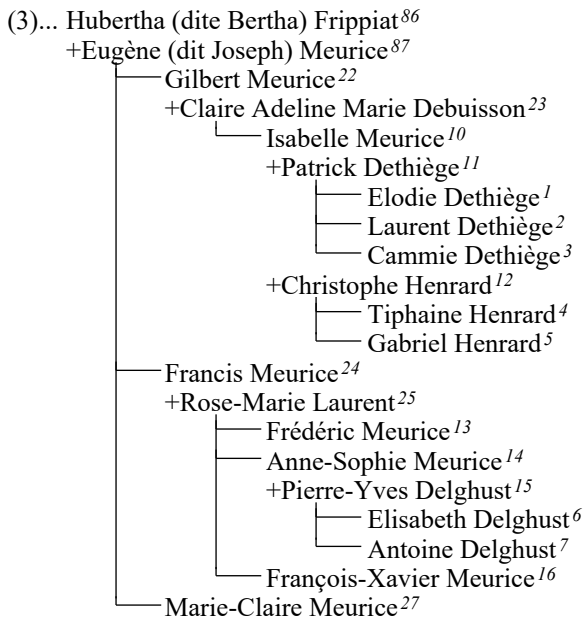 (3)... Hubertha (dite Bertha) Frippiat86
+Eugène (dit Joseph) Meurice87
Gilbert Meurice22
+Claire Adeline Marie Debuisson23
Isabelle Meurice10
+Patrick Dethiège11
Elodie Dethiège1
Laurent Dethiège2
Cammie Dethiège3
+Christophe Henrard12
Tiphaine Henrard4
Gabriel Henrard5
Francis Meurice24
+Rose-Marie Laurent25
Frédéric Meurice13
Anne-Sophie Meurice14
+Pierre-Yves Delghust15
Elisabeth Delghust6
Antoine Delghust7
François-Xavier Meurice16
Marie-Claire Meurice27